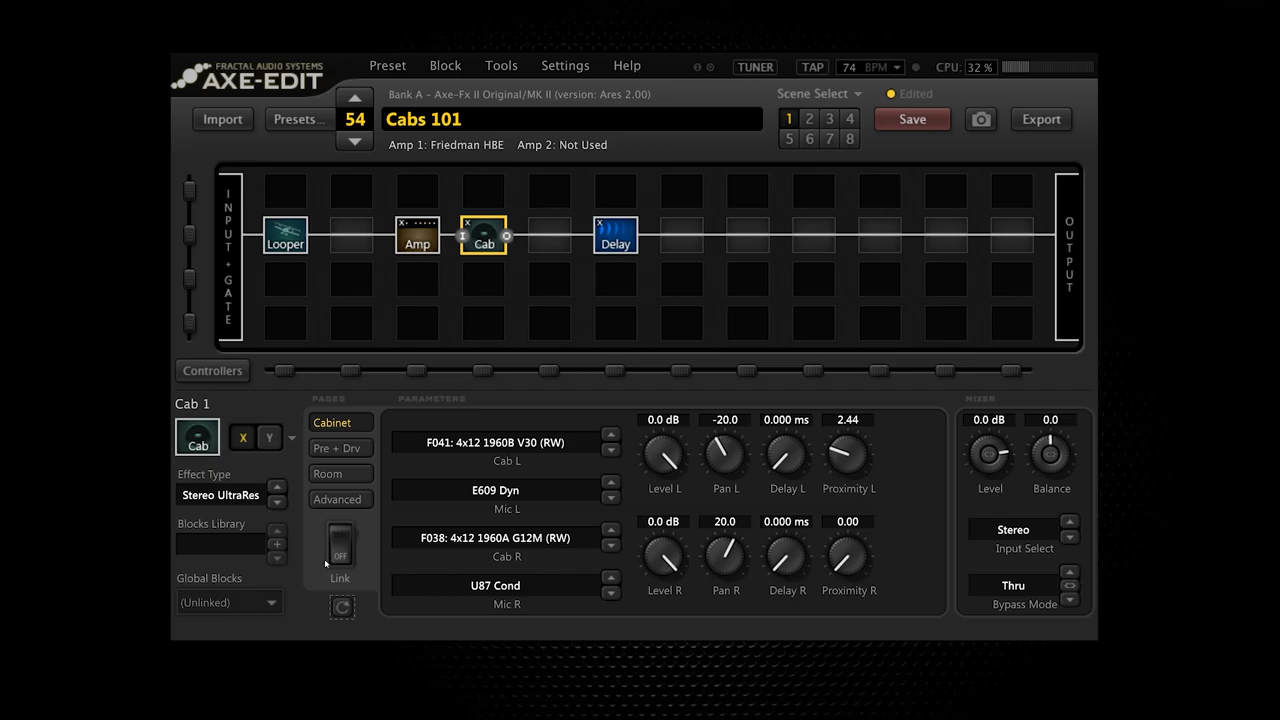 FRACTAL AUDIO SYSTEMS
AXE-EDIT
Preset Block Tools Settings Help
TUNER TAP 74 BPM CPU: 32 %
Bank A - Axe-Fx II Original/MK II (version: Ares 2.00)
Scene Select Edited
Import Presets... 54 Cabs 101 1 2 3 4 Save Export
5 6 7 8
Amp 1: Friedman HBE Amp 2: Not Used
INPUT + GATE
Looper
X Amp
X Cab
I O
X Delay
OUTPUT
Controllers
Cab 1
Cab
X Y
Effect Type
Stereo UltraRes
Blocks Library
+
Global Blocks
(Unlinked)
PAGES
Cabinet
Pre + Drv
Room
Advanced
OFF
Link
PARAMETERS
F041: 4x12 1960B V30 (RW)
Cab L
E609 Dyn
Mic L
F038: 4x12 1960A G12M (RW)
Cab R
U87 Cond
Mic R
0.0 dB -20.0 0.000 ms 2.44
Level L Pan L Delay L Proximity L
0.0 dB 20.0 0.000 ms 0.00
Level R Pan R Delay R Proximity R
MIXER
0.0 dB 0.0
Level Balance
Stereo
Input Select
Thru
Bypass Mode